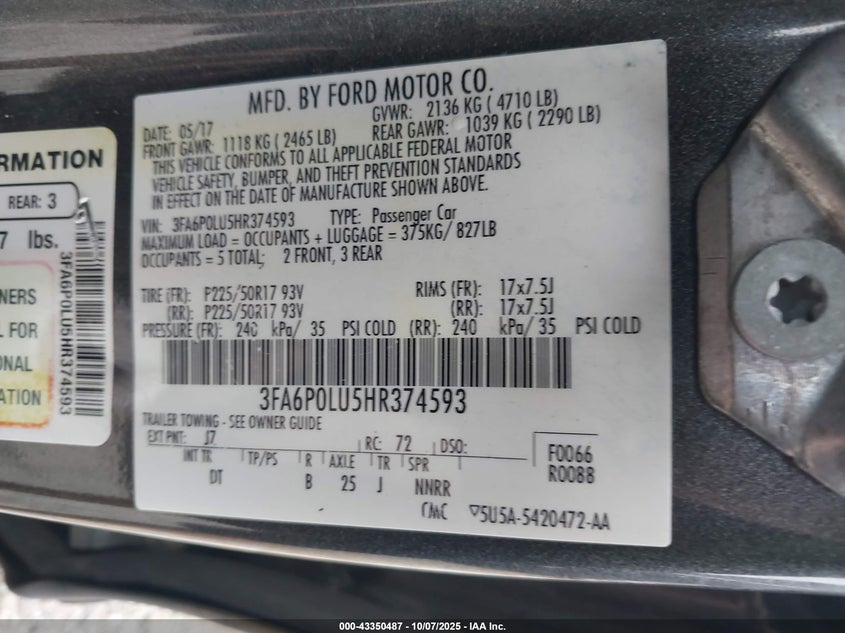 RMATION
REAR: 3
7 lbs.
NERS
L FOR
ONAL
ATION
3FA6P0LU5HR374593
MFD. BY FORD MOTOR CO.
DATE: 05/17 GVWR: 2136 KG ( 4710 LB)
FRONT GAWR: 1118 KG ( 2465 LB) REAR GAWR: 1039 KG ( 2290 LB)
THIS VEHICLE CONFORMS TO ALL APPLICABLE FEDERAL MOTOR
VEHICLE SAFETY, BUMPER, AND THEFT PREVENTION STANDARDS
IN EFFECT ON THE DATE OF MANUFACTURE SHOWN ABOVE.
VIN: 3FA6P0LU5HR374593 TYPE: Passenger Car
MAXIMUM LOAD = OCCUPANTS + LUGGAGE = 375KG/ 827LB
OCCUPANTS = 5 TOTAL; 2 FRONT, 3 REAR
TIRE (FR): P225/50R17 93V RIMS (FR): 17x7.5J
(RR): P225/50R17 93V (RR): 17x7.5J
PRESSURE (FR): 240 kPa/ 35 PSI COLD (RR): 240 kPa/ 35 PSI COLD
3FA6P0LU5HR374593
TRAILER TOWING - SEE OWNER GUIDE
EXT PNT: J7 RC: 72 DSO: F0066
INT TR TP/PS R AXLE TR SPR R0088
DT B 25 J NNRR
CMC 5U5A-5420472-AA
000-43350487 - 10/07/2025 - IAA Inc.